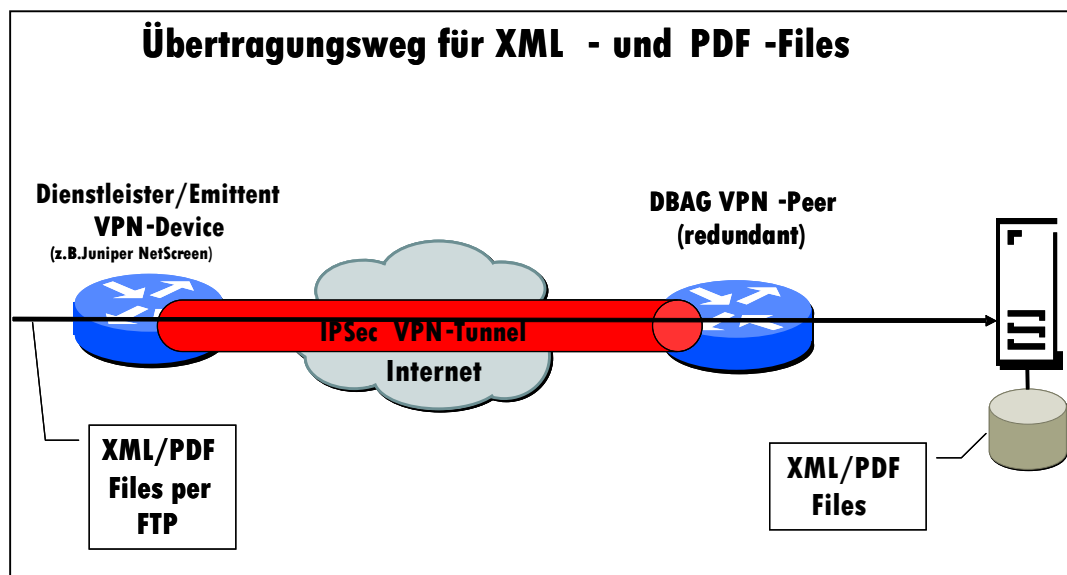 Übertragungsweg für XML - und PDF -Files
Dienstleister/Emittent
VPN-Device
(z.B.Juniper NetScreen)
DBAG VPN -Peer
(redundant)
IPSec VPN-Tunnel
Internet
XML/PDF
Files per
FTP
XML/PDF
Files